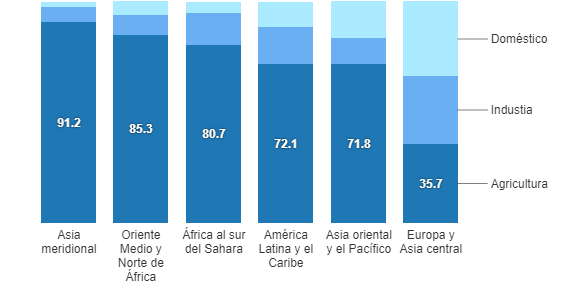 Doméstico
Industia
Agricultura
91.2
85.3
80.7
72.1
71.8
35.7
Asia
meridional
Oriente
Medio y
Norte de
África
África al sur
del Sahara
América
Latina y el
Caribe
Asia oriental
y el Pacífico
Europa y
Asia central